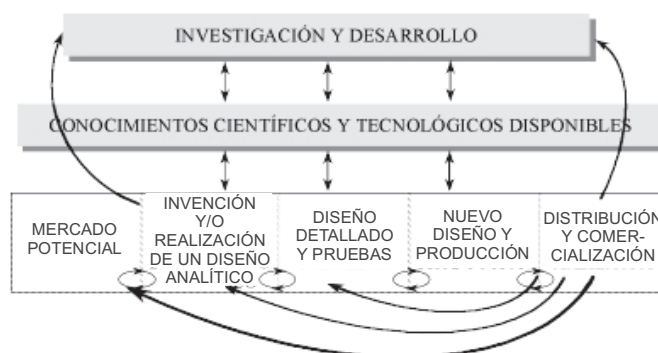 INVESTIGACIÓN Y DESARROLLO
CONOCIMIENTOS CIENTÍFICOS Y TECNOLÓGICOS DISPONIBLES
MERCADO
POTENCIAL
INVENCIÓN
Y/O
REALIZACIÓN
DE UN DISEÑO
ANALÍTICO
DISEÑO
DETALLADO
Y PRUEBAS
NUEVO
DISEÑO Y
PRODUCCIÓN
DISTRIBUCIÓN
Y COMER-
CIALIZACIÓN